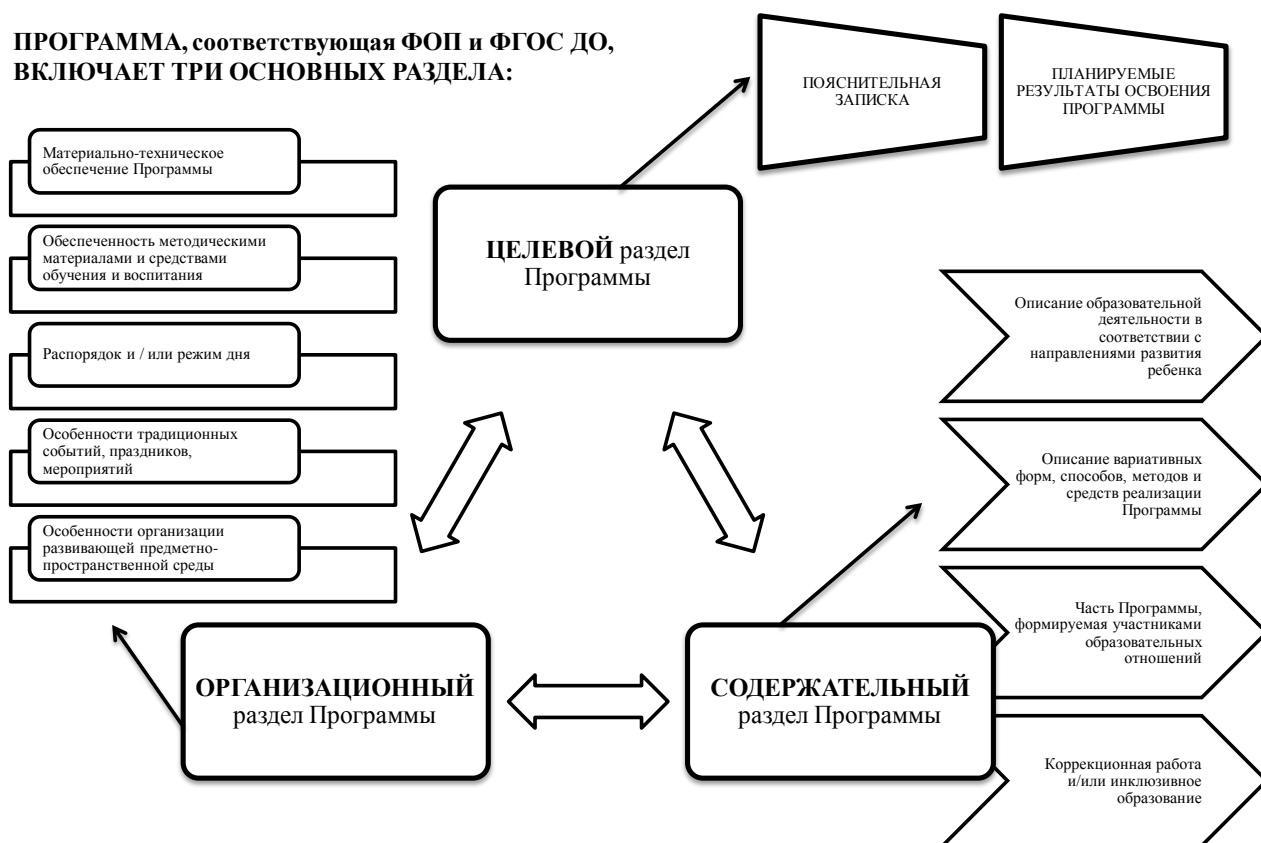 ПРОГРАММА, соответствующая ФОП и ФГОС ДО,
ВКЛЮЧАЕТ ТРИ ОСНОВНЫХ РАЗДЕЛА:
ПОЯСНИТЕЛЬНАЯ
ЗАПИСКА
ПЛАНИРУЕМЫЕ
РЕЗУЛЬТАТЫ ОСВОЕНИЯ
ПРОГРАММЫ
Материально-техническое
обеспечение Программы
Обеспеченность методическими
материалами и средствами
обучения и воспитания
Распорядок и / или режим дня
Особенности традиционных
событий, праздников,
мероприятий
Особенности организации
развивающей предметно-
пространственной среды
ЦЕЛЕВОЙ раздел
Программы
Описание образовательной
деятельности в
соответствии с
направлениями развития
ребенка
Описание вариативных
форм, способов, методов и
средств реализации
Программы
Часть Программы,
формируемая участниками
образовательных
отношений
Коррекционная работа
и/или инклюзивное
образование
ОРГАНИЗАЦИОННЫЙ
раздел Программы
СОДЕРЖАТЕЛЬНЫЙ
раздел Программы